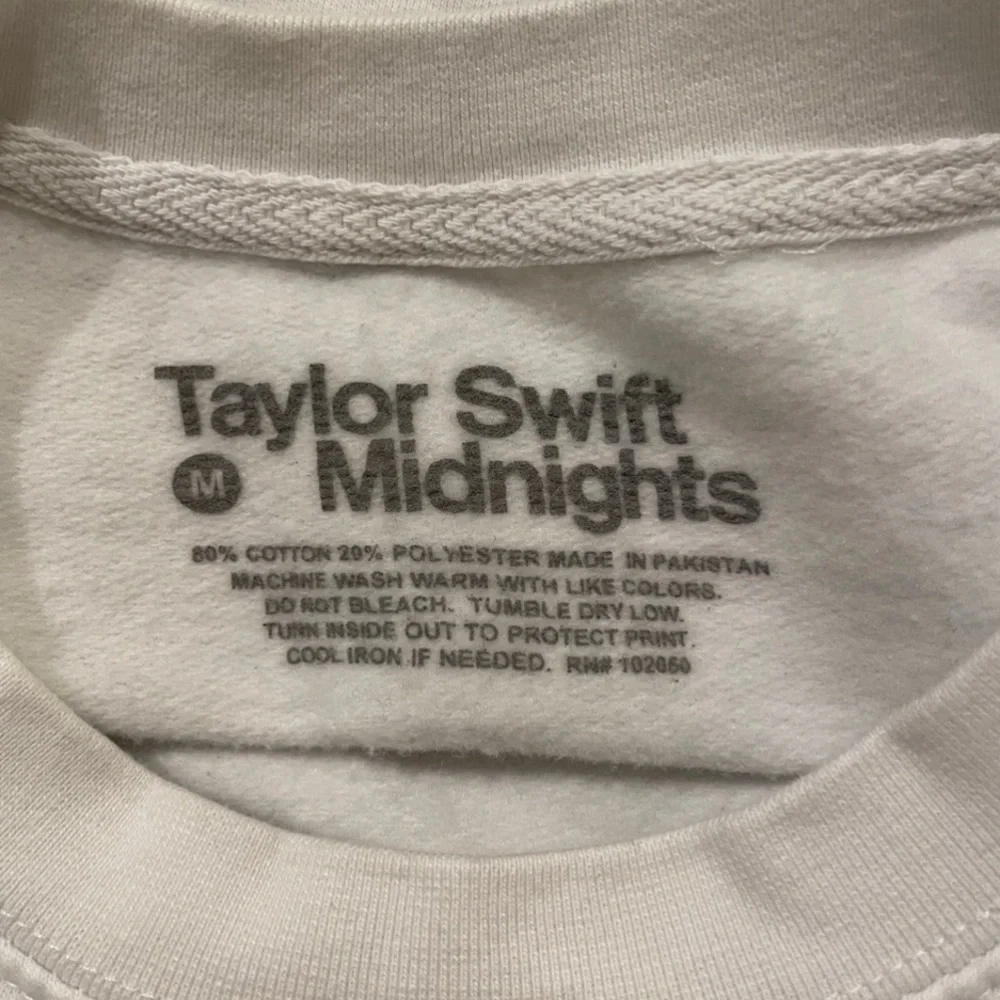 Taylor Swift
M Midnights
80% COTTON 20% POLYESTER MADE IN PAKISTAN
MACHINE WASH WARM WITH LIKE COLORS.
DO NOT BLEACH. TUMBLE DRY LOW.
TURN INSIDE OUT TO PROTECT PRINT.
COOL IRON IF NEEDED. RN# 102060